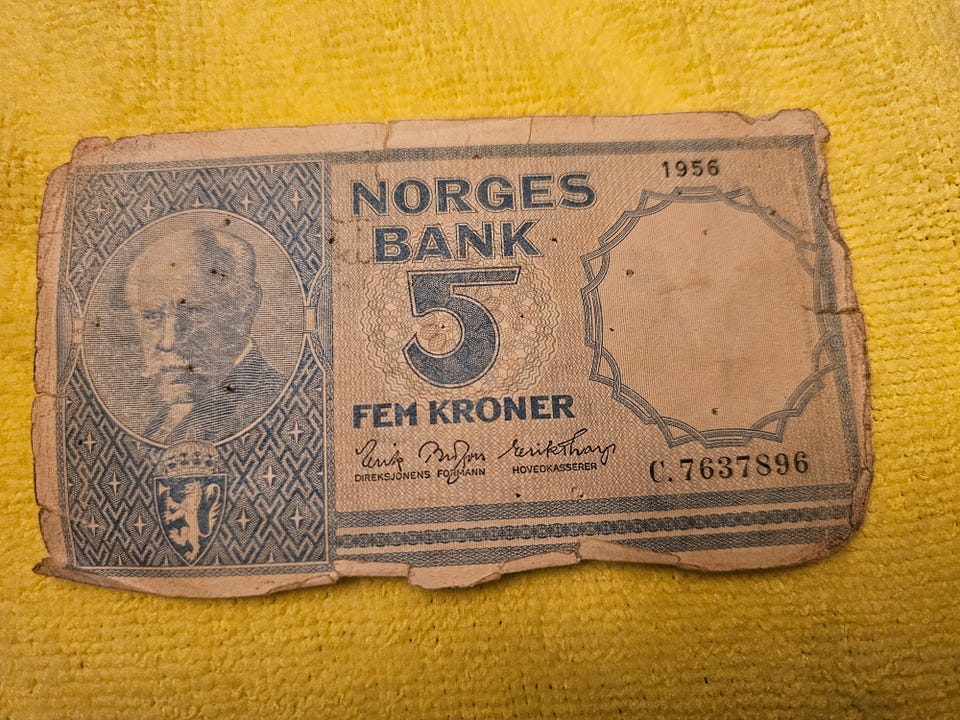 1956
NORGES
BANK
5
FEM KRONER
DIREKSJONENS FORMANN
HOVEDKASSERER
C.7637896